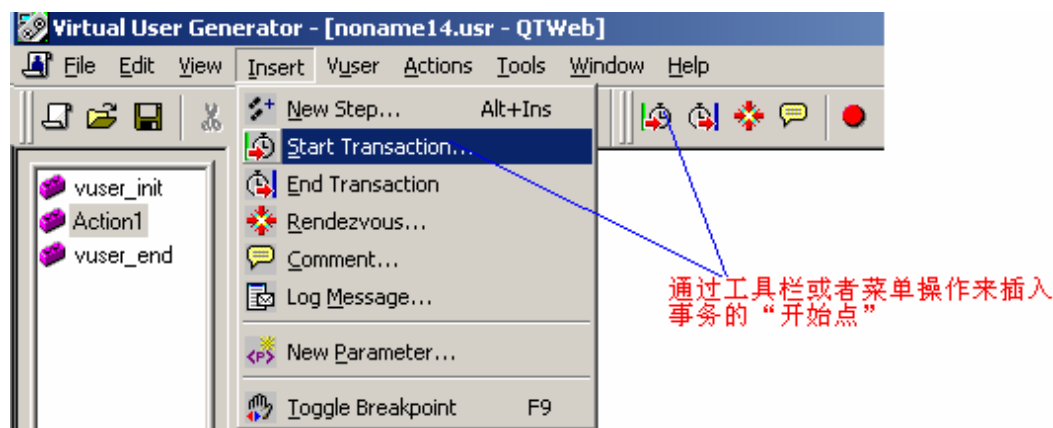 Virtual User Generator - [noname14.usr - QTWeb]
File Edit View Insert Vuser Actions Tools Window Help
New Step... Alt+Ins
Start Transaction...
End Transaction
Rendezvous...
Comment...
Log Message...
New Parameter...
Toggle Breakpoint F9
vuser_init
Action1
vuser_end
通过工具栏或者菜单操作来插入
事务的“开始点”